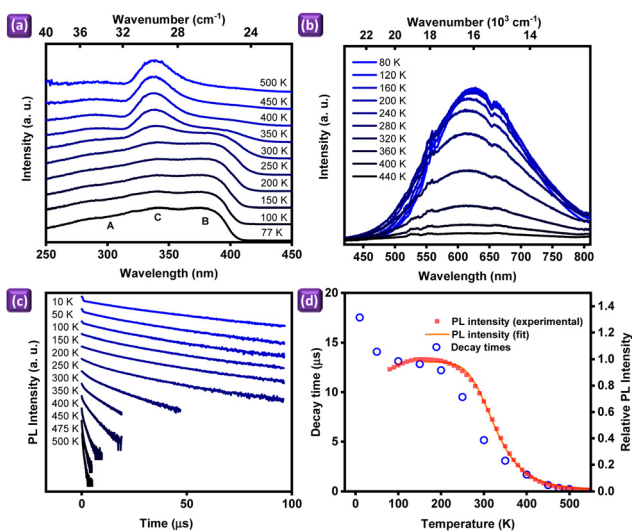 (a)
Wavenumber (cm⁻¹)
40 36 32 28 24
500 K
450 K
400 K
350 K
300 K
250 K
200 K
150 K
100 K
77 K
A
C
B
Intensity (a. u.)
250 300 350 400 450
Wavelength (nm)
(b)
Wavenumber (10³ cm⁻¹)
22 20 18 16 14
80 K
120 K
160 K
200 K
240 K
280 K
320 K
360 K
400 K
440 K
Intensity (a. u.)
450 500 550 600 650 700 750 800
Wavelength (nm)
(c)
10 K
50 K
100 K
150 K
200 K
250 K
300 K
350 K
400 K
450 K
475 K
500 K
PL Intensity (a. u.)
0 50 100
Time (µs)
(d)
PL intensity (experimental)
PL intensity (fit)
Decay times
20
15
10
5
0
Decay time (µs)
1.4
1.2
1.0
0.8
0.6
0.4
0.2
0.0
Relative PL Intensity
0 100 200 300 400 500
Temperature (K)